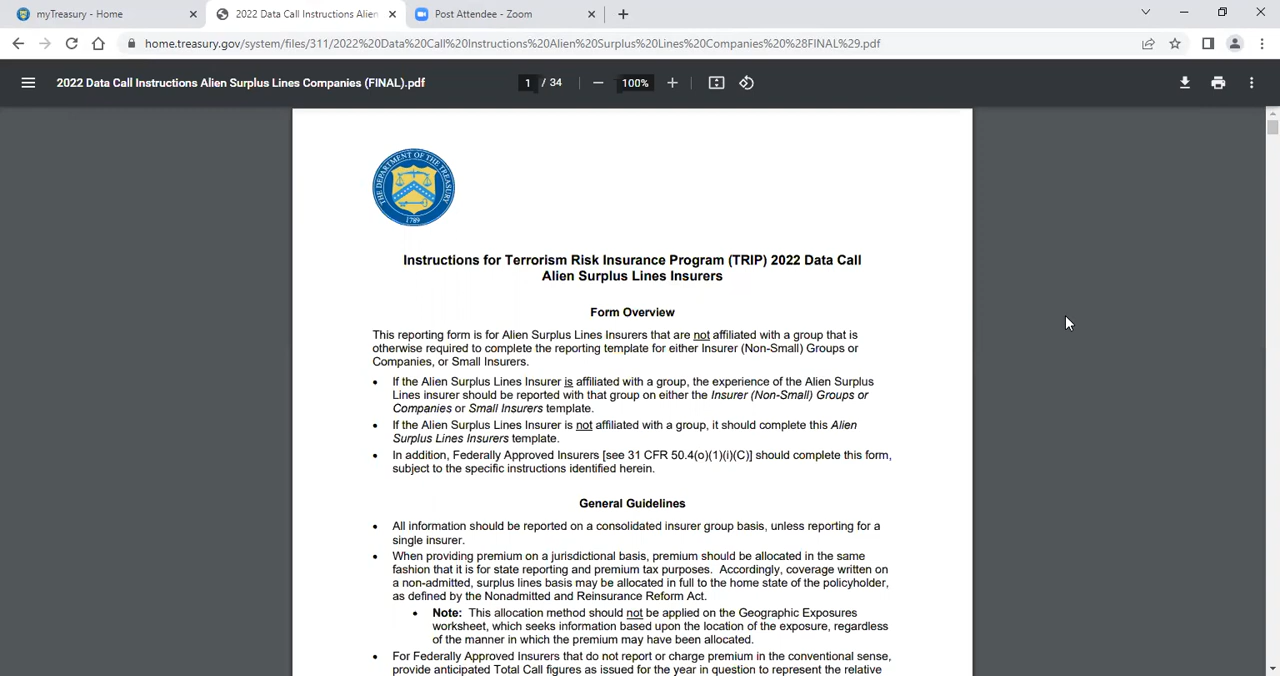 myTreasury - Home
2022 Data Call Instructions Alien
Post Attendee - Zoom
home.treasury.gov/system/files/311/2022%20Data%20Call%20Instructions%20Alien%20Surplus%20Lines%20Companies%20%28FINAL%29.pdf
2022 Data Call Instructions Alien Surplus Lines Companies (FINAL).pdf
1 / 34
100%
THE DEPARTMENT OF THE TREASURY
1789
Instructions for Terrorism Risk Insurance Program (TRIP) 2022 Data Call
Alien Surplus Lines Insurers
Form Overview
This reporting form is for Alien Surplus Lines Insurers that are not affiliated with a group that is
otherwise required to complete the reporting template for either Insurer (Non-Small) Groups or
Companies, or Small Insurers.
• If the Alien Surplus Lines Insurer is affiliated with a group, the experience of the Alien Surplus
Lines insurer should be reported with that group on either the Insurer (Non-Small) Groups or
Companies or Small Insurers template.
• If the Alien Surplus Lines Insurer is not affiliated with a group, it should complete this Alien
Surplus Lines Insurers template.
• In addition, Federally Approved Insurers [see 31 CFR 50.4(o)(1)(i)(C)] should complete this form,
subject to the specific instructions identified herein.
General Guidelines
• All information should be reported on a consolidated insurer group basis, unless reporting for a
single insurer.
• When providing premium on a jurisdictional basis, premium should be allocated in the same
fashion that it is for state reporting and premium tax purposes. Accordingly, coverage written on
a non-admitted, surplus lines basis may be allocated in full to the home state of the policyholder,
as defined by the Nonadmitted and Reinsurance Reform Act.
• Note: This allocation method should not be applied on the Geographic Exposures
worksheet, which seeks information based upon the location of the exposure, regardless
of the manner in which the premium may have been allocated.
• For Federally Approved Insurers that do not report or charge premium in the conventional sense,
provide anticipated Total Call figures as issued for the year in question to represent the relative